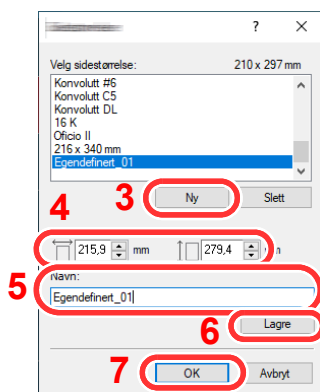 ? ×
Velg sidestørrelse: 210 x 297 mm
Konvolutt #6
Konvolutt C5
Konvolutt DL
16 K
Oficio II
216 x 340 mm
Egendefinert_01
3 Ny Slett
4
215,9 mm 279,4
5 Navn:
Egendefinert_01
6 Lagre
7 OK Avbryt